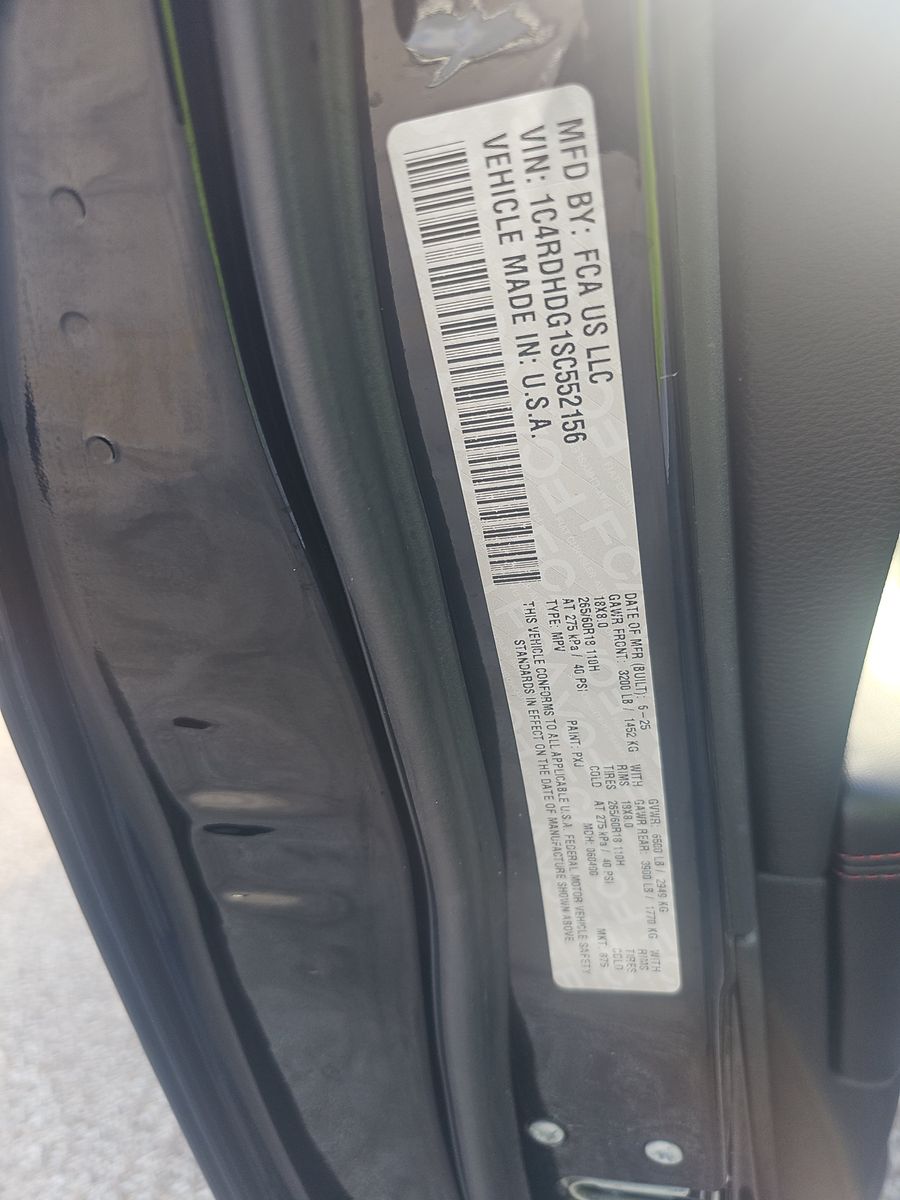 MFD BY: FCA US LLC
VIN: 1C4RDHDG1SC552156
VEHICLE MADE IN: U.S.A.
DATE OF MFR (BUILT): 6-25 GVWR: 6500 LB / 2949 KG
GAWR FRONT: 3200 LB / 1452 KG WITH GAWR REAR: 3900 LB / 1770 KG WITH
18X8.0 RIMS 18X8.0 RIMS
265/60R18 110H TIRES 265/60R18 110H TIRES
AT 275 kPa / 40 PSI COLD AT 275 kPa / 40 PSI COLD
TYPE: MPV PAINT: PXJ MDH: MKT:
THIS VEHICLE CONFORMS TO ALL APPLICABLE U.S.A. FEDERAL MOTOR VEHICLE SAFETY
STANDARDS IN EFFECT ON THE DATE OF MANUFACTURE SHOWN ABOVE.